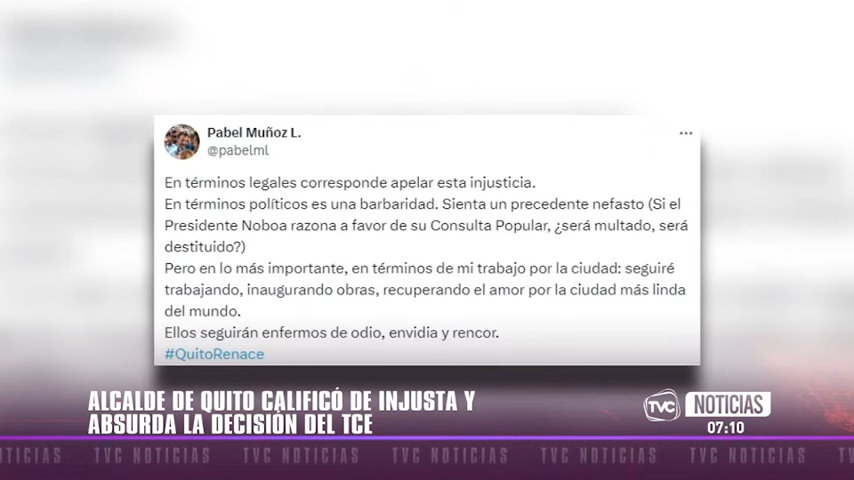 Pabel Muñoz L.
@pabelml
En términos legales corresponde apelar esta injusticia.
En términos políticos es una barbaridad. Sienta un precedente nefasto (Si el
Presidente Noboa razona a favor de su Consulta Popular, ¿será multado, será
destituido?)
Pero en lo más importante, en términos de mi trabajo por la ciudad: seguiré
trabajando, inaugurando obras, recuperando el amor por la ciudad más linda
del mundo.
Ellos seguirán enfermos de odio, envidia y rencor.
#QuitoRenace
ALCALDE DE QUITO CALIFICÓ DE INJUSTA Y
ABSURDA LA DECISIÓN DEL TCE
TVC NOTICIAS
07:10
TICIAS TVC NOTICIAS TVC NOTICIAS TVC NOTICIAS TVC NOTICIAS TVC NOTICIAS TV